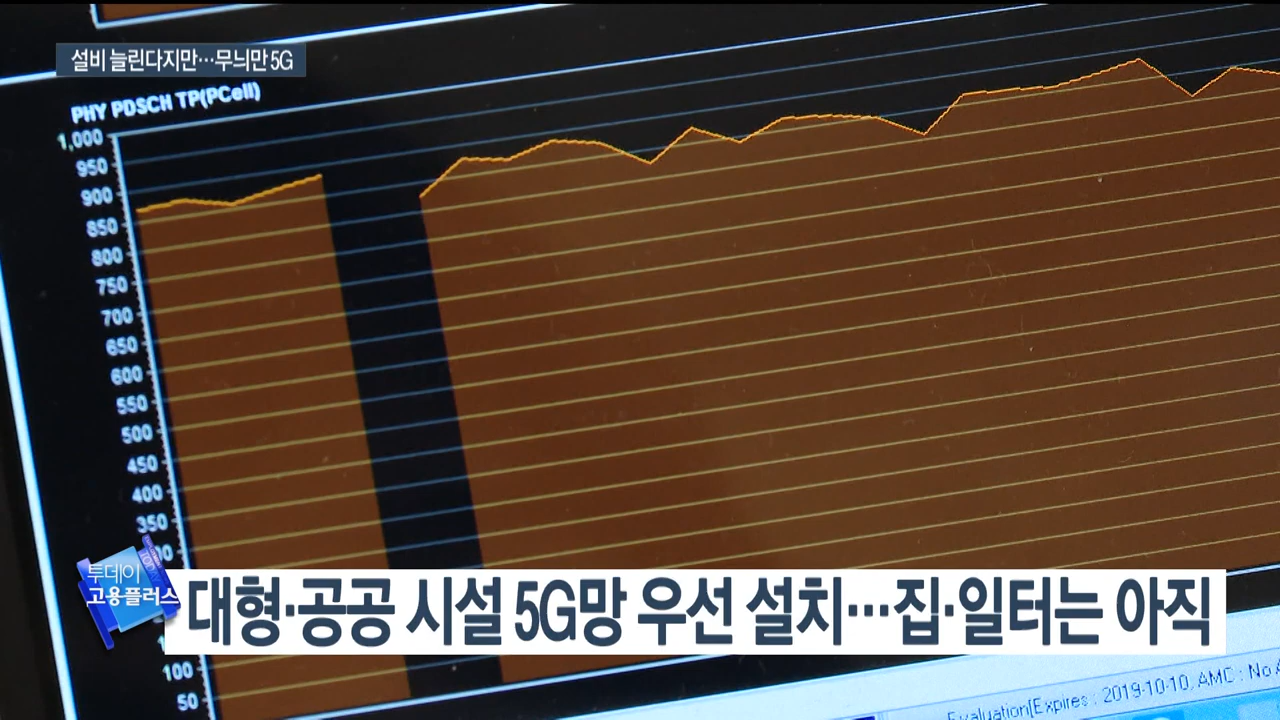 설비 늘린다지만…무늬만 5G
PHY PDSCH TP(PCell)
1,000
950
900
850
800
750
700
650
600
550
500
450
400
350
투데이
고용플러스
대형·공공 시설 5G망 우선 설치…집·일터는 아직
100
50
Evaluation[Expires : 2019-10-10, AMC : No